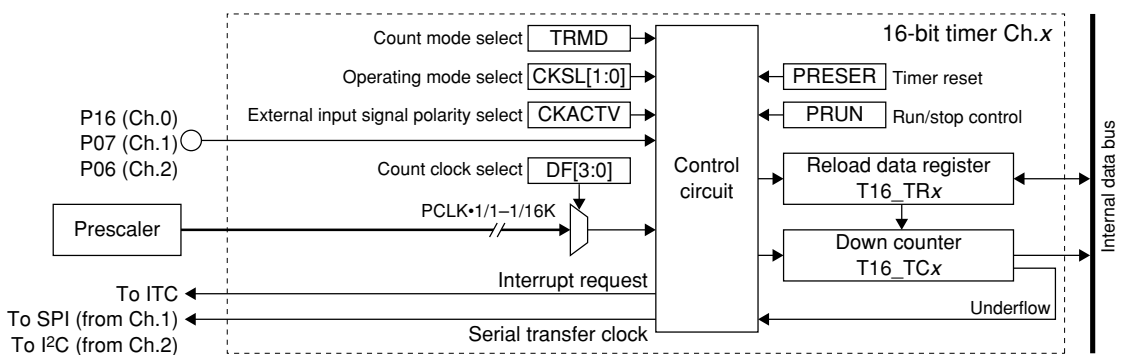 16-bit timer Ch.x
Count mode select TRMD
Operating mode select CKSL[1:0] PRESER Timer reset
External input signal polarity select CKACTV PRUN Run/stop control
P16 (Ch.0)
P07 (Ch.1)
P06 (Ch.2)
Count clock select DF[3:0]
Control
circuit
Reload data register
T16_TRx
Internal data bus
PCLK•1/1–1/16K
Prescaler
Down counter
T16_TCx
Interrupt request
Underflow
To ITC
To SPI (from Ch.1)
Serial transfer clock
To I2C (from Ch.2)